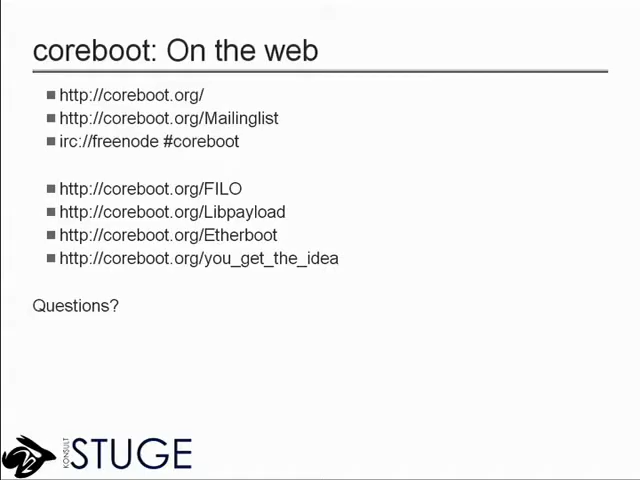 coreboot: On the web
http://coreboot.org/
http://coreboot.org/Mailinglist
irc://freenode #coreboot
http://coreboot.org/FILO
http://coreboot.org/Libpayload
http://coreboot.org/Etherboot
http://coreboot.org/you_get_the_idea
Questions?
KONSULT
STUGE